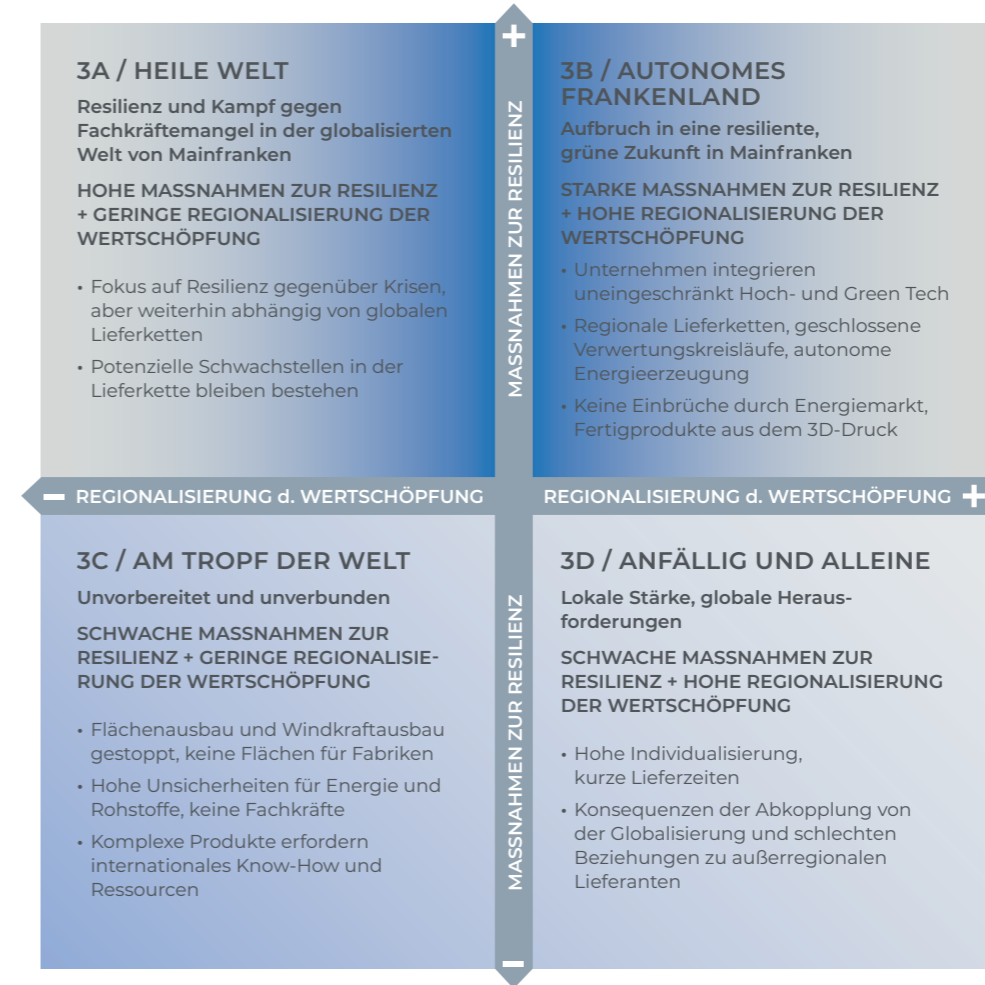 +
3A / HEILE WELT
Resilienz und Kampf gegen
Fachkräftemangel in der globalisierten
Welt von Mainfranken
HOHE MASSNAHMEN ZUR RESILIENZ
+ GERINGE REGIONALISIERUNG DER
WERTSCHÖPFUNG
• Fokus auf Resilienz gegenüber Krisen,
aber weiterhin abhängig von globalen
Lieferketten
• Potenzielle Schwachstellen in der
Lieferkette bleiben bestehen
MASSNAHMEN ZUR RESILIENZ
3B / AUTONOMES
FRANKENLAND
Aufbruch in eine resiliente,
grüne Zukunft in Mainfranken
STARKE MASSNAHMEN ZUR RESILIENZ
+ HOHE REGIONALISIERUNG DER
WERTSCHÖPFUNG
• Unternehmen integrieren
uneingeschränkt Hoch- und Green Tech
• Regionale Lieferketten, geschlossene
Verwertungskreisläufe, autonome
Energieerzeugung
• Keine Einbrüche durch Energiemarkt,
Fertigprodukte aus dem 3D-Druck
− REGIONALISIERUNG d. WERTSCHÖPFUNG
REGIONALISIERUNG d. WERTSCHÖPFUNG +
3C / AM TROPF DER WELT
Unvorbereitet und unverbunden
SCHWACHE MASSNAHMEN ZUR
RESILIENZ + GERINGE REGIONALISIE-
RUNG DER WERTSCHÖPFUNG
• Flächenausbau und Windkraftausbau
gestoppt, keine Flächen für Fabriken
• Hohe Unsicherheiten für Energie und
Rohstoffe, keine Fachkräfte
• Komplexe Produkte erfordern
internationales Know-How und
Ressourcen
MASSNAHMEN ZUR RESILIENZ
3D / ANFÄLLIG UND ALLEINE
Lokale Stärke, globale Heraus-
forderungen
SCHWACHE MASSNAHMEN ZUR
RESILIENZ + HOHE REGIONALISIERUNG
DER WERTSCHÖPFUNG
• Hohe Individualisierung,
kurze Lieferzeiten
• Konsequenzen der Abkopplung von
der Globalisierung und schlechten
Beziehungen zu außerregionalen
Lieferanten
−